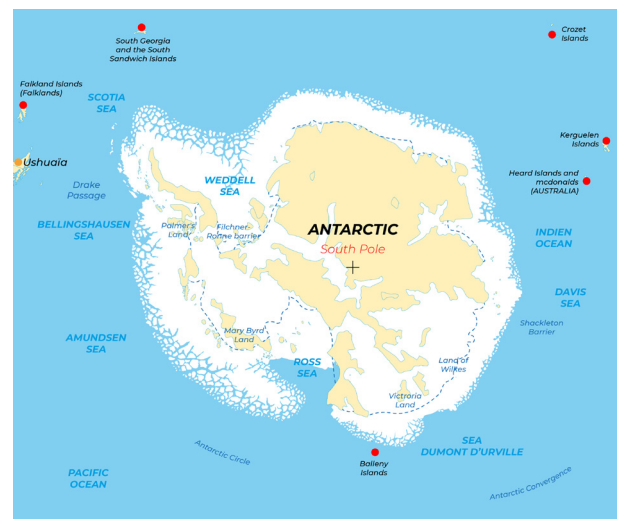 South Georgia
and the South
Sandwich Islands
Crozet
Islands
Falkland Islands
(Falklands)
SCOTIA
SEA
Kerguelen
Islands
Ushuaïa
WEDDELL
SEA
Heard Islands and
mcdonalds
(AUSTRALIA)
Drake
Passage
BELLINGSHAUSEN
SEA
Palmer's
Land
Filchner-
Ronne barrier
ANTARCTIC
South Pole
INDIEN
OCEAN
DAVIS
SEA
Shackleton
Barrier
AMUNDSEN
SEA
Mary Byrd
Land
ROSS
SEA
Land of
Wilkes
Victroria
Land
Antarctic Circle
SEA
DUMONT D'URVILLE
Balleny
Islands
PACIFIC
OCEAN
Antarctic Convergence